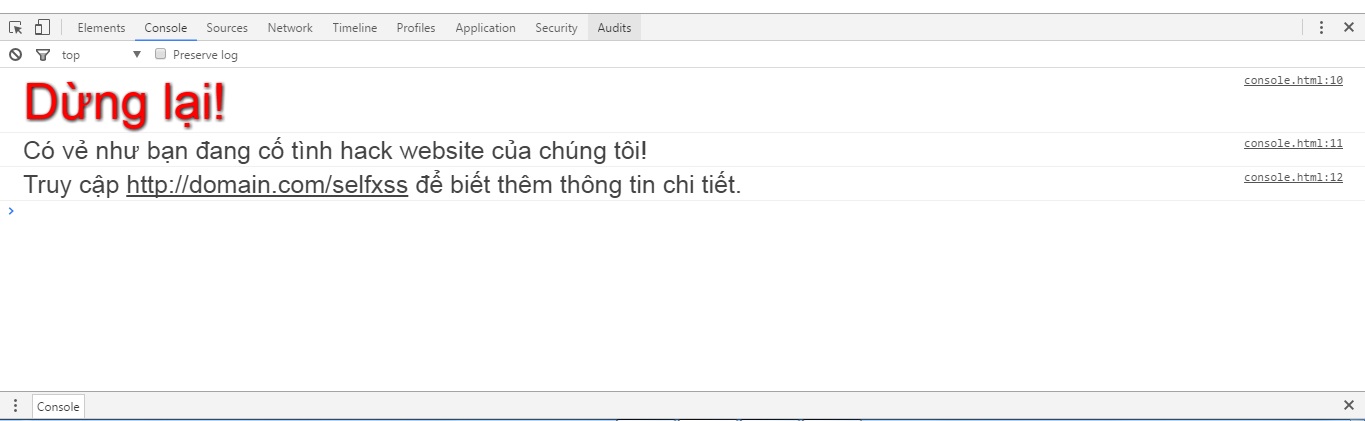 Elements Console Sources Network Timeline Profiles Application Security Audits
top Preserve log
Dừng lại! console.html:10
Có vẻ như bạn đang cố tình hack website của chúng tôi! console.html:11
Truy cập http://domain.com/selfxss để biết thêm thông tin chi tiết. console.html:12
Console